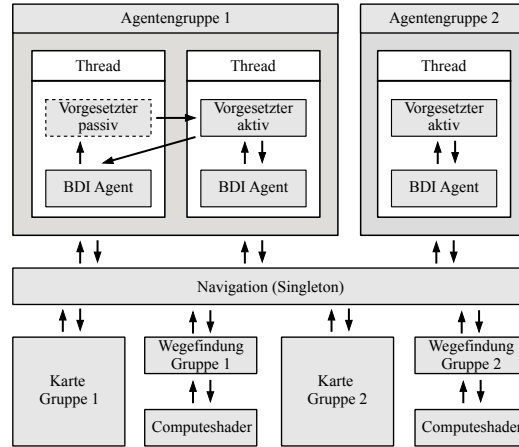 Agentengruppe 1
Agentengruppe 2
Thread
Thread
Thread
Vorgesetzter
passiv
Vorgesetzter
aktiv
Vorgesetzter
aktiv
BDI Agent
BDI Agent
BDI Agent
Navigation (Singleton)
Karte
Gruppe 1
Wegefindung
Gruppe 1
Karte
Gruppe 2
Wegefindung
Gruppe 2
Computeshader
Computeshader